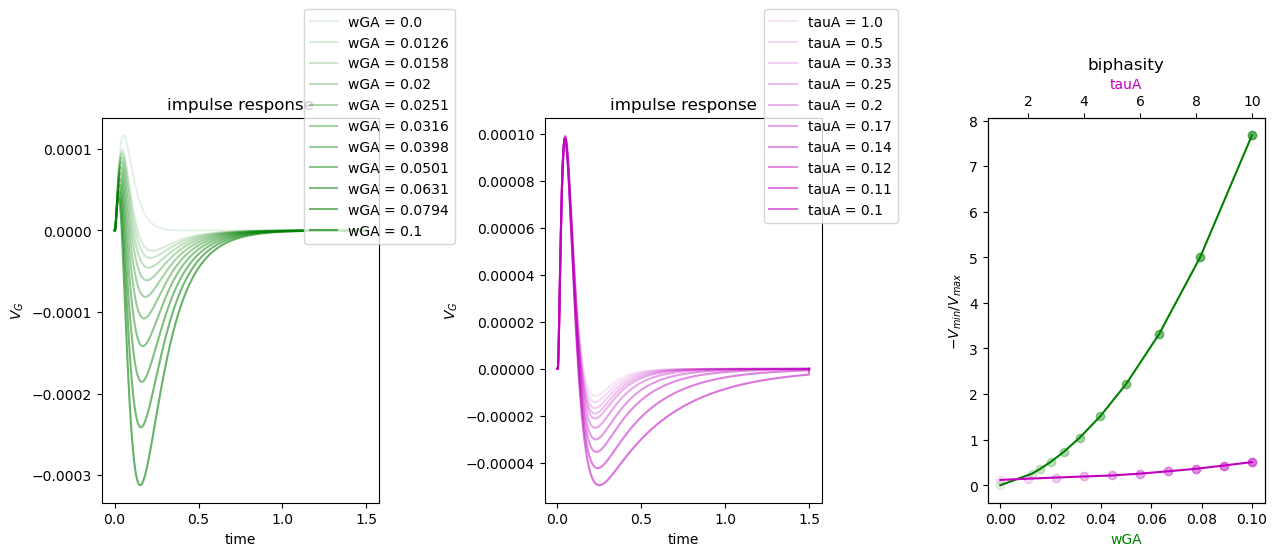 impulse response
wGA = 0.0
wGA = 0.0126
wGA = 0.0158
wGA = 0.02
wGA = 0.0251
wGA = 0.0316
wGA = 0.0398
wGA = 0.0501
wGA = 0.0631
wGA = 0.0794
wGA = 0.1
0.0001
0.0000
−0.0001
−0.0002
−0.0003
V_G
0.0 0.5 1.0 1.5
time
impulse response
tauA = 1.0
tauA = 0.5
tauA = 0.33
tauA = 0.25
tauA = 0.2
tauA = 0.17
tauA = 0.14
tauA = 0.12
tauA = 0.11
tauA = 0.1
0.00010
0.00008
0.00006
0.00004
0.00002
0.00000
−0.00002
−0.00004
V_G
0.0 0.5 1.0 1.5
time
biphasity
tauA
2 4 6 8 10
8
7
6
5
4
3
2
1
0
−V_min/V_max
0.00 0.02 0.04 0.06 0.08 0.10
wGA